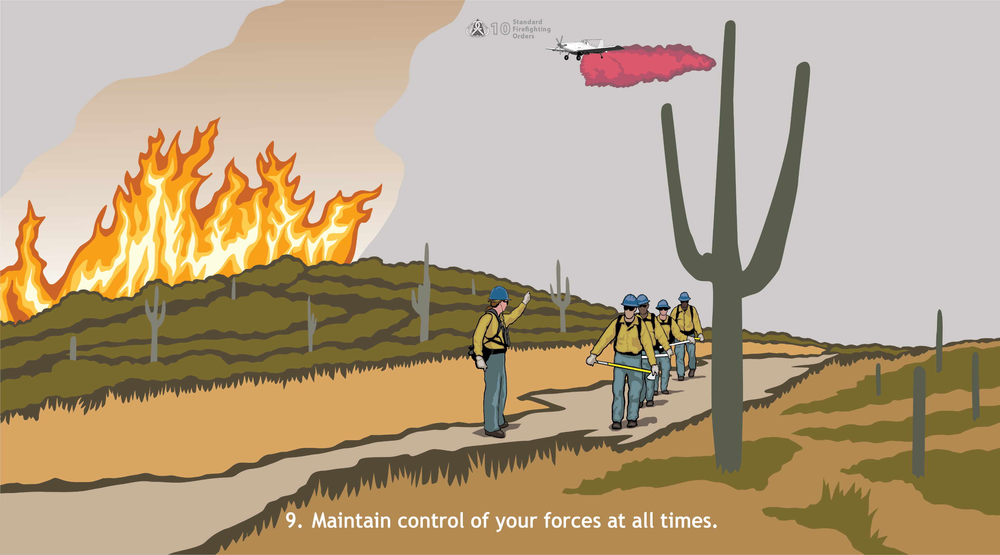 10
Standard
Firefighting
Orders
9. Maintain control of your forces at all times.